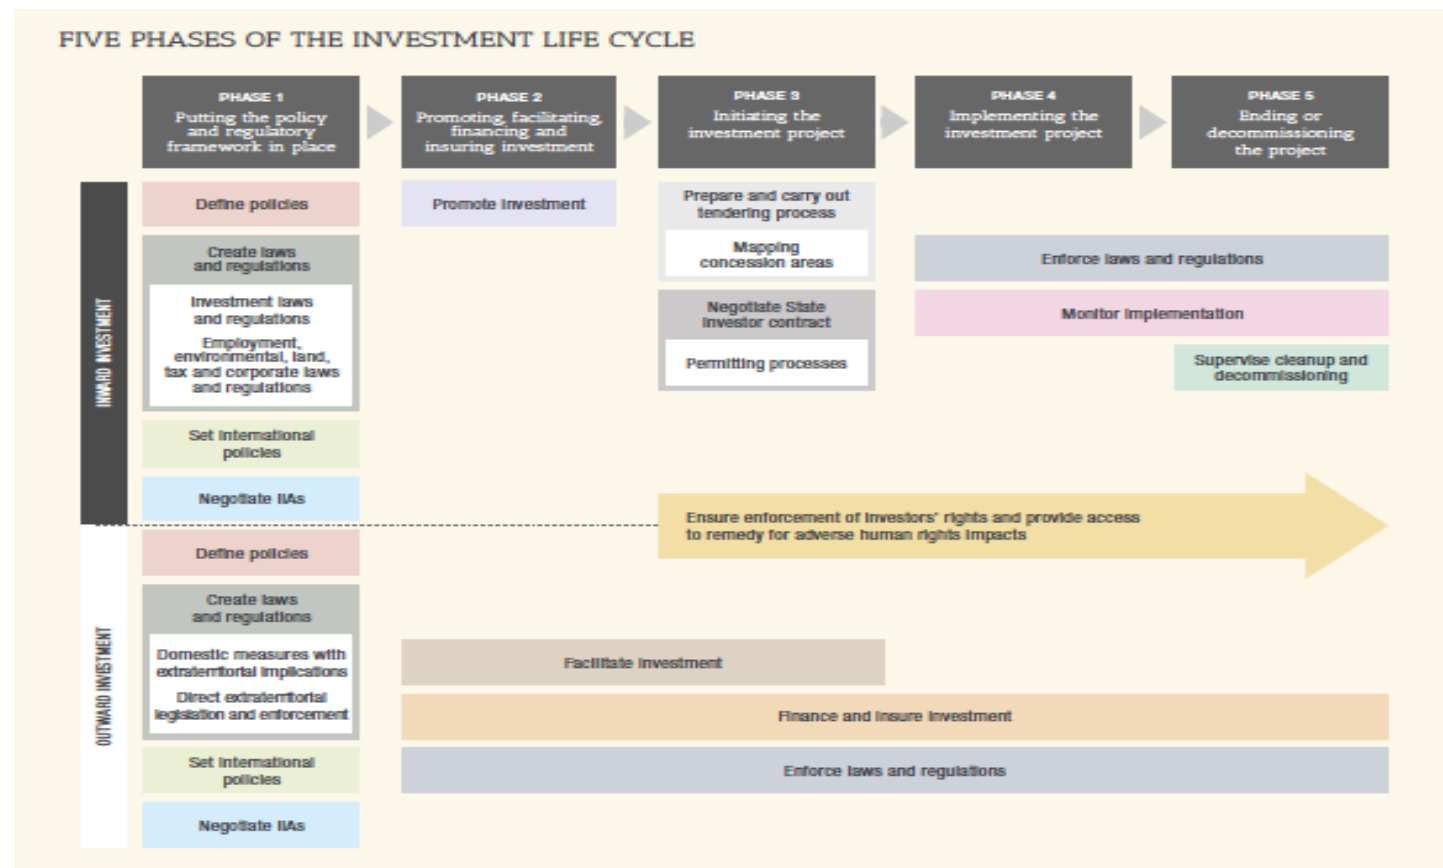 FIVE PHASES OF THE INVESTMENT LIFE CYCLE
PHASE 1
Putting the policy
and regulatory
framework in place
PHASE 2
Promoting, facilitating,
financing and
insuring investment
PHASE 3
Initiating the
investment project
PHASE 4
Implementing the
investment project
PHASE 5
Ending or
decommissioning
the project
INWARD INVESTMENT
Define policies
Create laws
and regulations
Investment laws
and regulations
Employment,
environmental, land,
tax and corporate laws
and regulations
Set international
policies
Negotiate IIAs
Promote investment
Prepare and carry out
tendering process
Mapping
concession areas
Negotiate State
investor contract
Permitting processes
Enforce laws and regulations
Monitor implementation
Supervise cleanup and
decommissioning
Ensure enforcement of investors' rights and provide access
to remedy for adverse human rights impacts
OUTWARD INVESTMENT
Define policies
Create laws
and regulations
Domestic measures with
extraterritorial implications
Direct extraterritorial
legislation and enforcement
Set international
policies
Negotiate IIAs
Facilitate investment
Finance and insure investment
Enforce laws and regulations